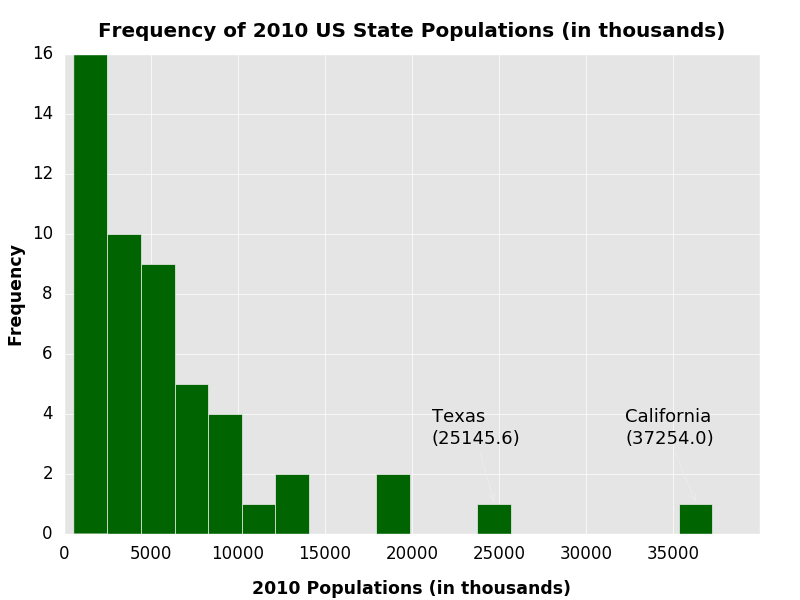 Frequency of 2010 US State Populations (in thousands)
16
14
12
10
8
6
4
2
0
Frequency
Texas
(25145.6)
California
(37254.0)
0 5000 10000 15000 20000 25000 30000 35000
2010 Populations (in thousands)